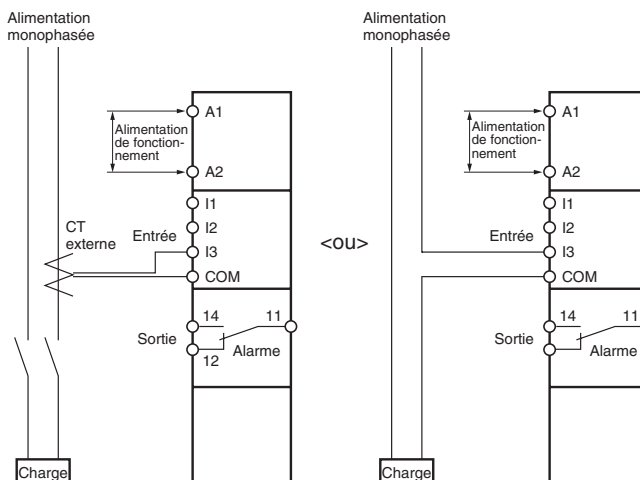 Alimentation
monophasée
A1
Alimentation
de fonction-
nement
A2
I1
I2
CT
externe
Entrée
I3
COM
14
11
Sortie
Alarme
12
Charge
<ou>
Alimentation
monophasée
A1
Alimentation
de fonction-
nement
A2
I1
I2
Entrée
I3
COM
14
11
Sortie
Alarme
Charge